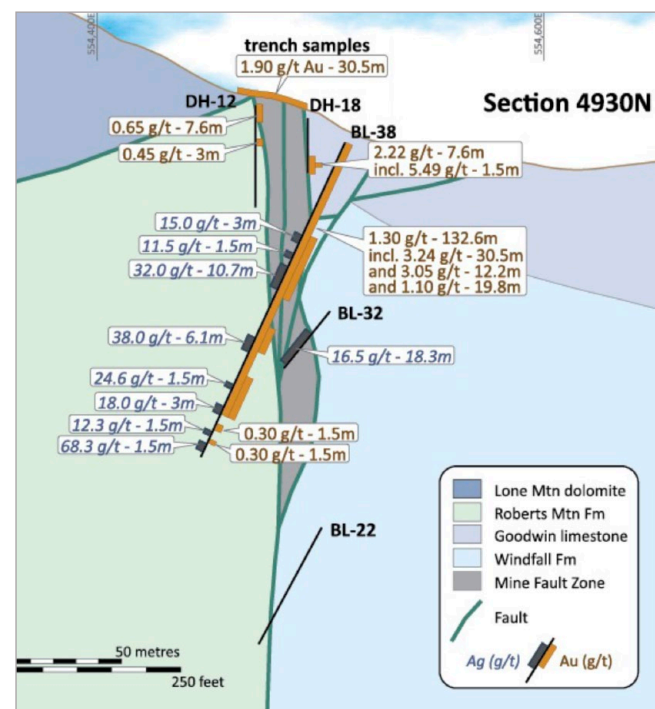 554,400E
554,600E
trench samples
1.90 g/t Au - 30.5m
Section 4930N
DH-12
DH-18
BL-38
0.65 g/t - 7.6m
0.45 g/t - 3m
2.22 g/t - 7.6m
incl. 5.49 g/t - 1.5m
15.0 g/t - 3m
11.5 g/t - 1.5m
32.0 g/t - 10.7m
1.30 g/t - 132.6m
incl. 3.24 g/t - 30.5m
and 3.05 g/t - 12.2m
and 1.10 g/t - 19.8m
BL-32
38.0 g/t - 6.1m
16.5 g/t - 18.3m
24.6 g/t - 1.5m
18.0 g/t - 3m
12.3 g/t - 1.5m
68.3 g/t - 1.5m
0.30 g/t - 1.5m
0.30 g/t - 1.5m
BL-22
Lone Mtn dolomite
Roberts Mtn Fm
Goodwin limestone
Windfall Fm
Mine Fault Zone
Fault
Ag (g/t)
Au (g/t)
50 metres
250 feet